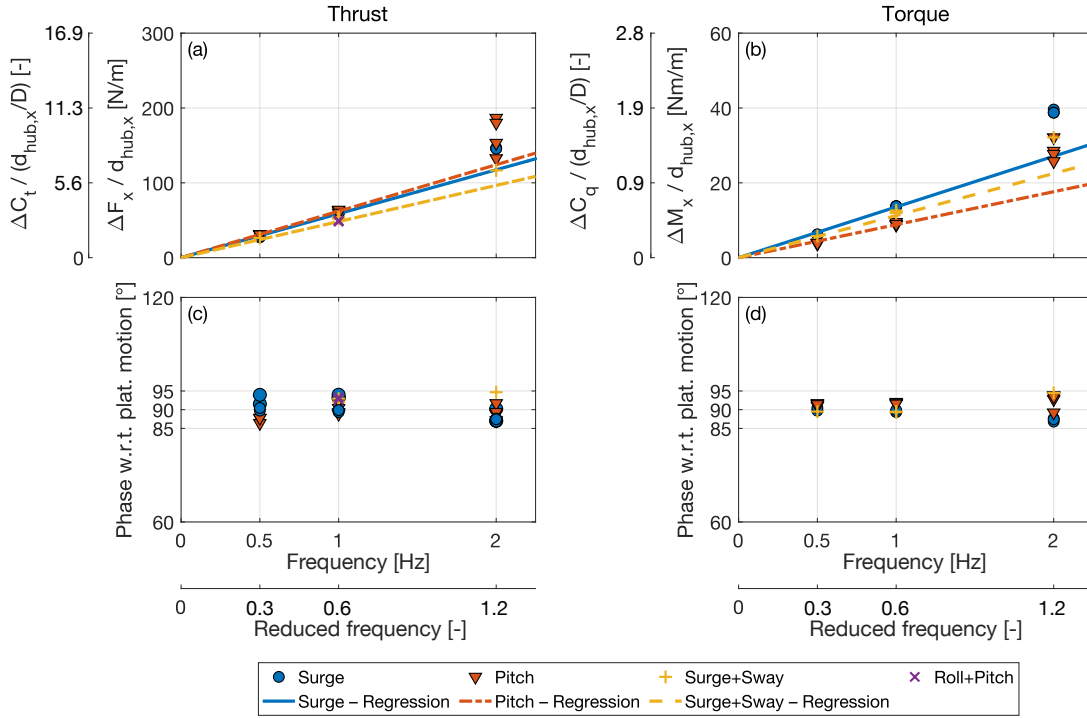 Thrust
Torque
16.9
11.3
5.6
0
ΔC_t / (d_hub,x/D) [-]
300
200
100
0
ΔF_x / d_hub,x [N/m]
(a)
2.8
1.9
0.9
0
ΔC_q / (d_hub,x/D) [-]
60
40
20
0
ΔM_x / d_hub,x [Nm/m]
(b)
120
95
90
85
60
Phase w.r.t. plat. motion [°]
(c)
0 0.5 1 2
Frequency [Hz]
0 0.3 0.6 1.2
Reduced frequency [-]
120
95
90
85
60
Phase w.r.t. plat. motion [°]
(d)
0 0.5 1 2
Frequency [Hz]
0 0.3 0.6 1.2
Reduced frequency [-]
Surge Pitch Surge+Sway Roll+Pitch
Surge – Regression Pitch – Regression Surge+Sway – Regression